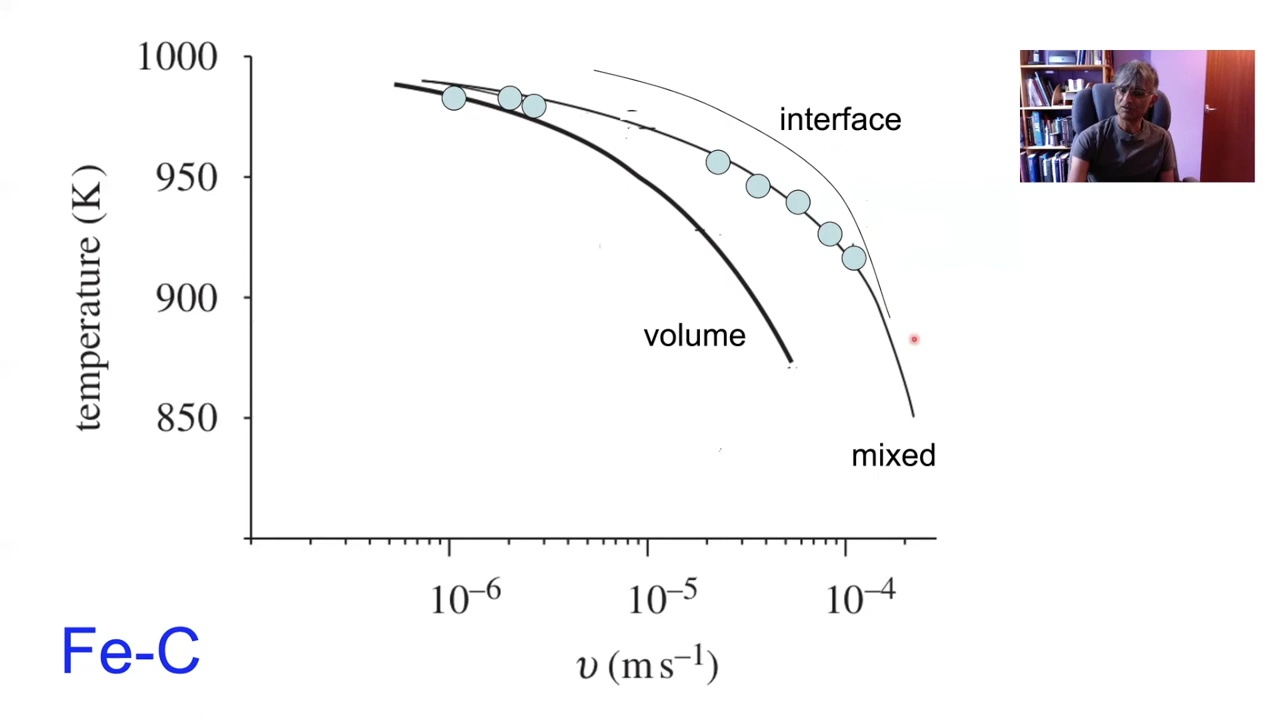 1000
950
900
850
temperature (K)
interface
volume
mixed
10⁻⁶
10⁻⁵
10⁻⁴
υ (m s⁻¹)
Fe-C